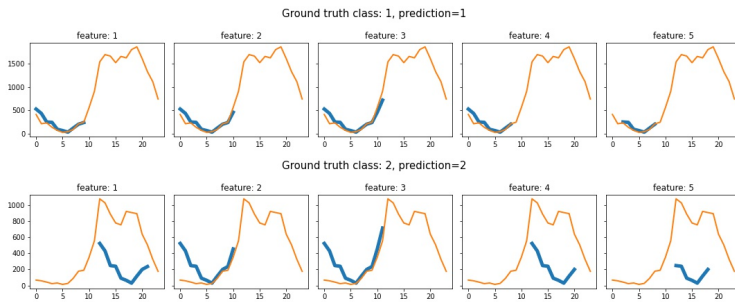 Ground truth class: 1, prediction=1
feature: 1 feature: 2 feature: 3 feature: 4 feature: 5
1500
1000
500
0
0 5 10 15 20 0 5 10 15 20 0 5 10 15 20 0 5 10 15 20 0 5 10 15 20
Ground truth class: 2, prediction=2
feature: 1 feature: 2 feature: 3 feature: 4 feature: 5
1000
800
600
400
200
0
0 5 10 15 20 0 5 10 15 20 0 5 10 15 20 0 5 10 15 20 0 5 10 15 20